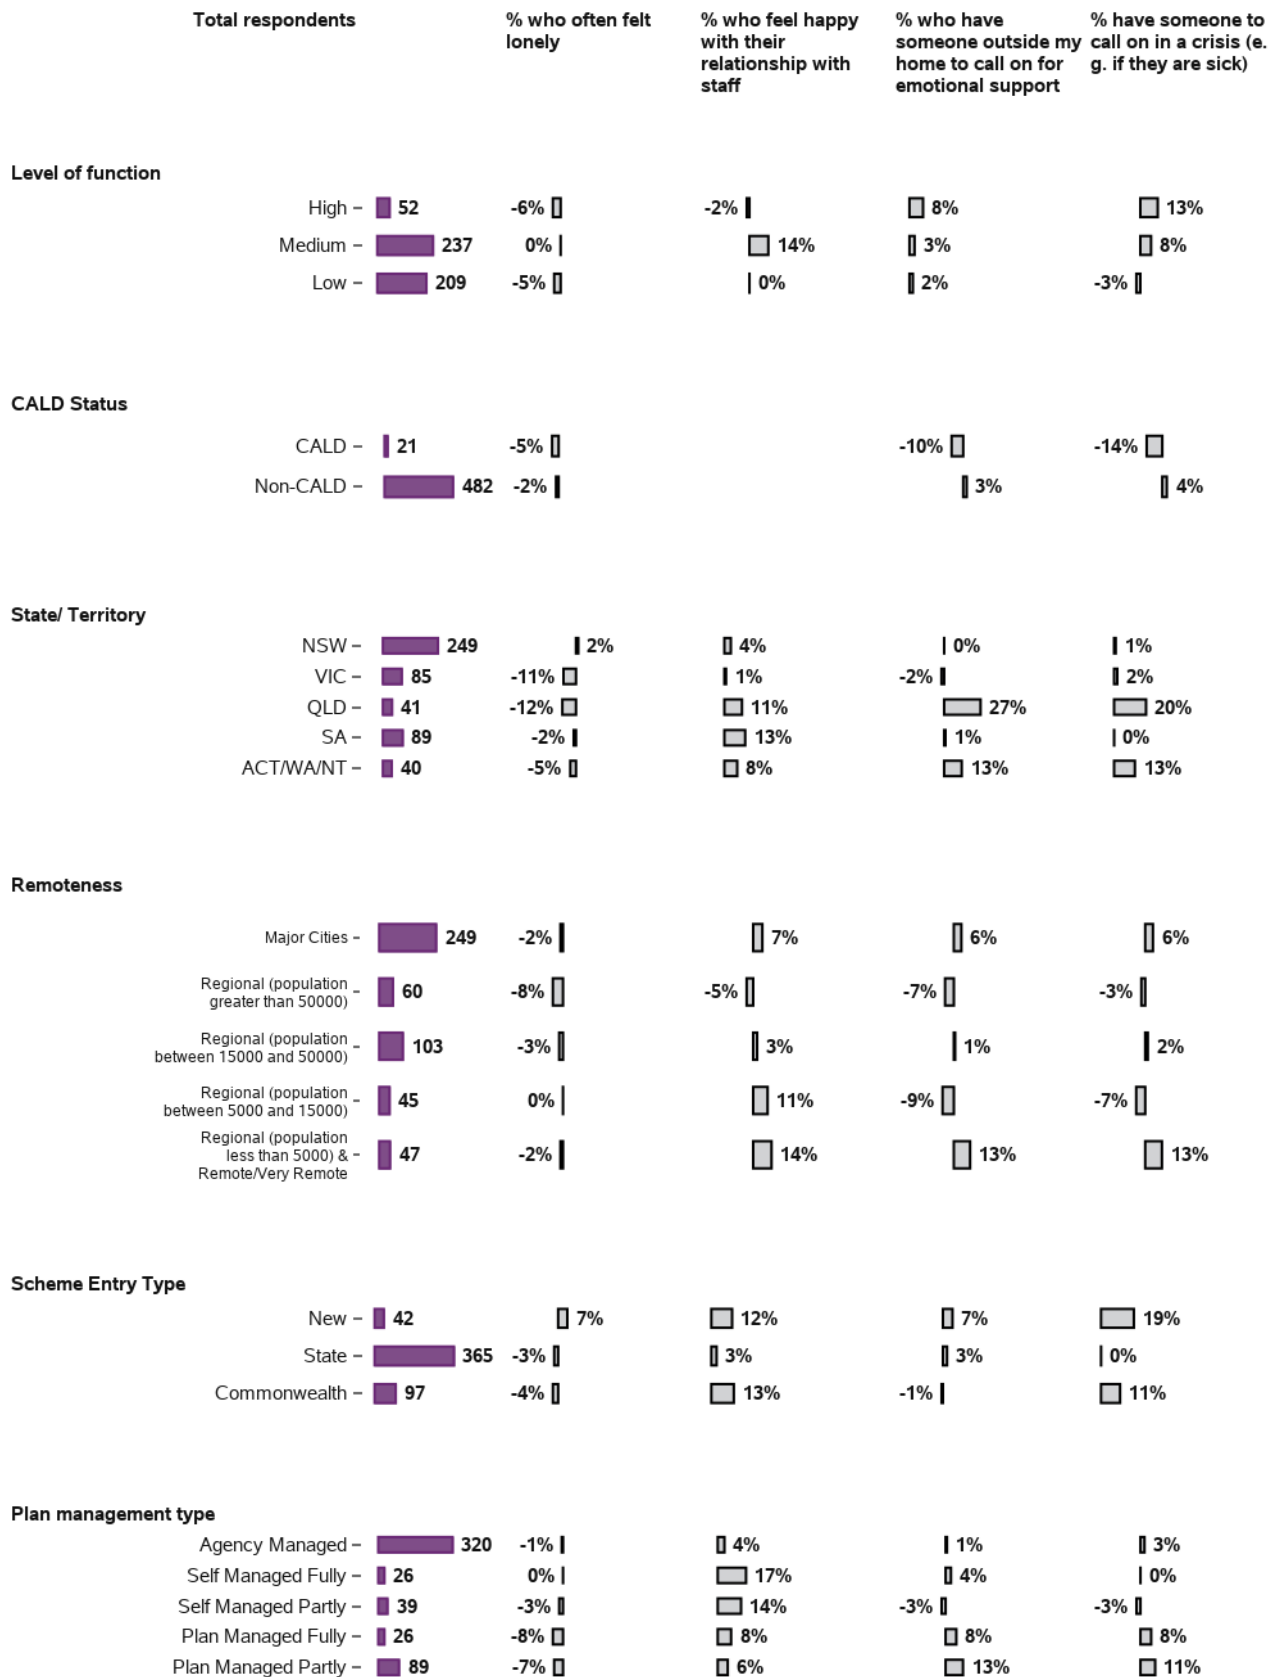 Total respondents
% who often felt lonely
% who feel happy with their relationship with staff
% who have someone outside my home to call on for emotional support
% have someone to call on in a crisis (e. g. if they are sick)
Level of function
High 52 -6% -2% 8% 13%
Medium 237 0% 14% 3% 8%
Low 209 -5% 0% 2% -3%
CALD Status
CALD 21 -5% -10% -14%
Non-CALD 482 -2% 3% 4%
State/ Territory
NSW 249 2% 4% 0% 1%
VIC 85 -11% 1% -2% 2%
QLD 41 -12% 11% 27% 20%
SA 89 -2% 13% 1% 0%
ACT/WA/NT 40 -5% 8% 13% 13%
Remoteness
Major Cities 249 -2% 7% 6% 6%
Regional (population
greater than 50000) 60 -8% -5% -7% -3%
Regional (population
between 15000 and 50000) 103 -3% 3% 1% 2%
Regional (population
between 5000 and 15000) 45 0% 11% -9% -7%
Regional (population
less than 5000) & 47 -2% 14% 13% 13%
Remote/Very Remote
Scheme Entry Type
New 42 7% 12% 7% 19%
State 365 -3% 3% 3% 0%
Commonwealth 97 -4% 13% -1% 11%
Plan management type
Agency Managed 320 -1% 4% 1% 3%
Self Managed Fully 26 0% 17% 4% 0%
Self Managed Partly 39 -3% 14% -3% -3%
Plan Managed Fully 26 -8% 8% 8% 8%
Plan Managed Partly 89 -7% 6% 13% 11%